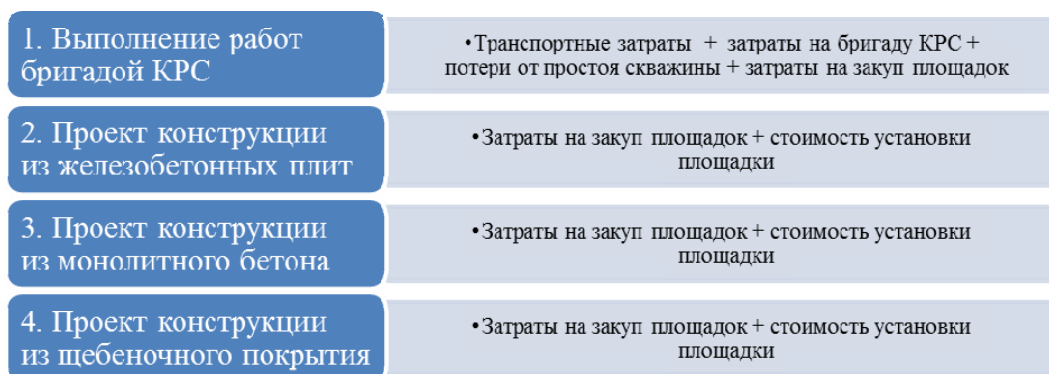 1. Выполнение работ
бригадой КРС
•Транспортные затраты + затраты на бригаду КРС +
потери от простоя скважины + затраты на закуп площадок
2. Проект конструкции
из железобетонных плит
•Затраты на закуп площадок + стоимость установки
площадки
3. Проект конструкции
из монолитного бетона
•Затраты на закуп площадок + стоимость установки
площадки
4. Проект конструкции
из щебеночного покрытия
•Затраты на закуп площадок + стоимость установки
площадки